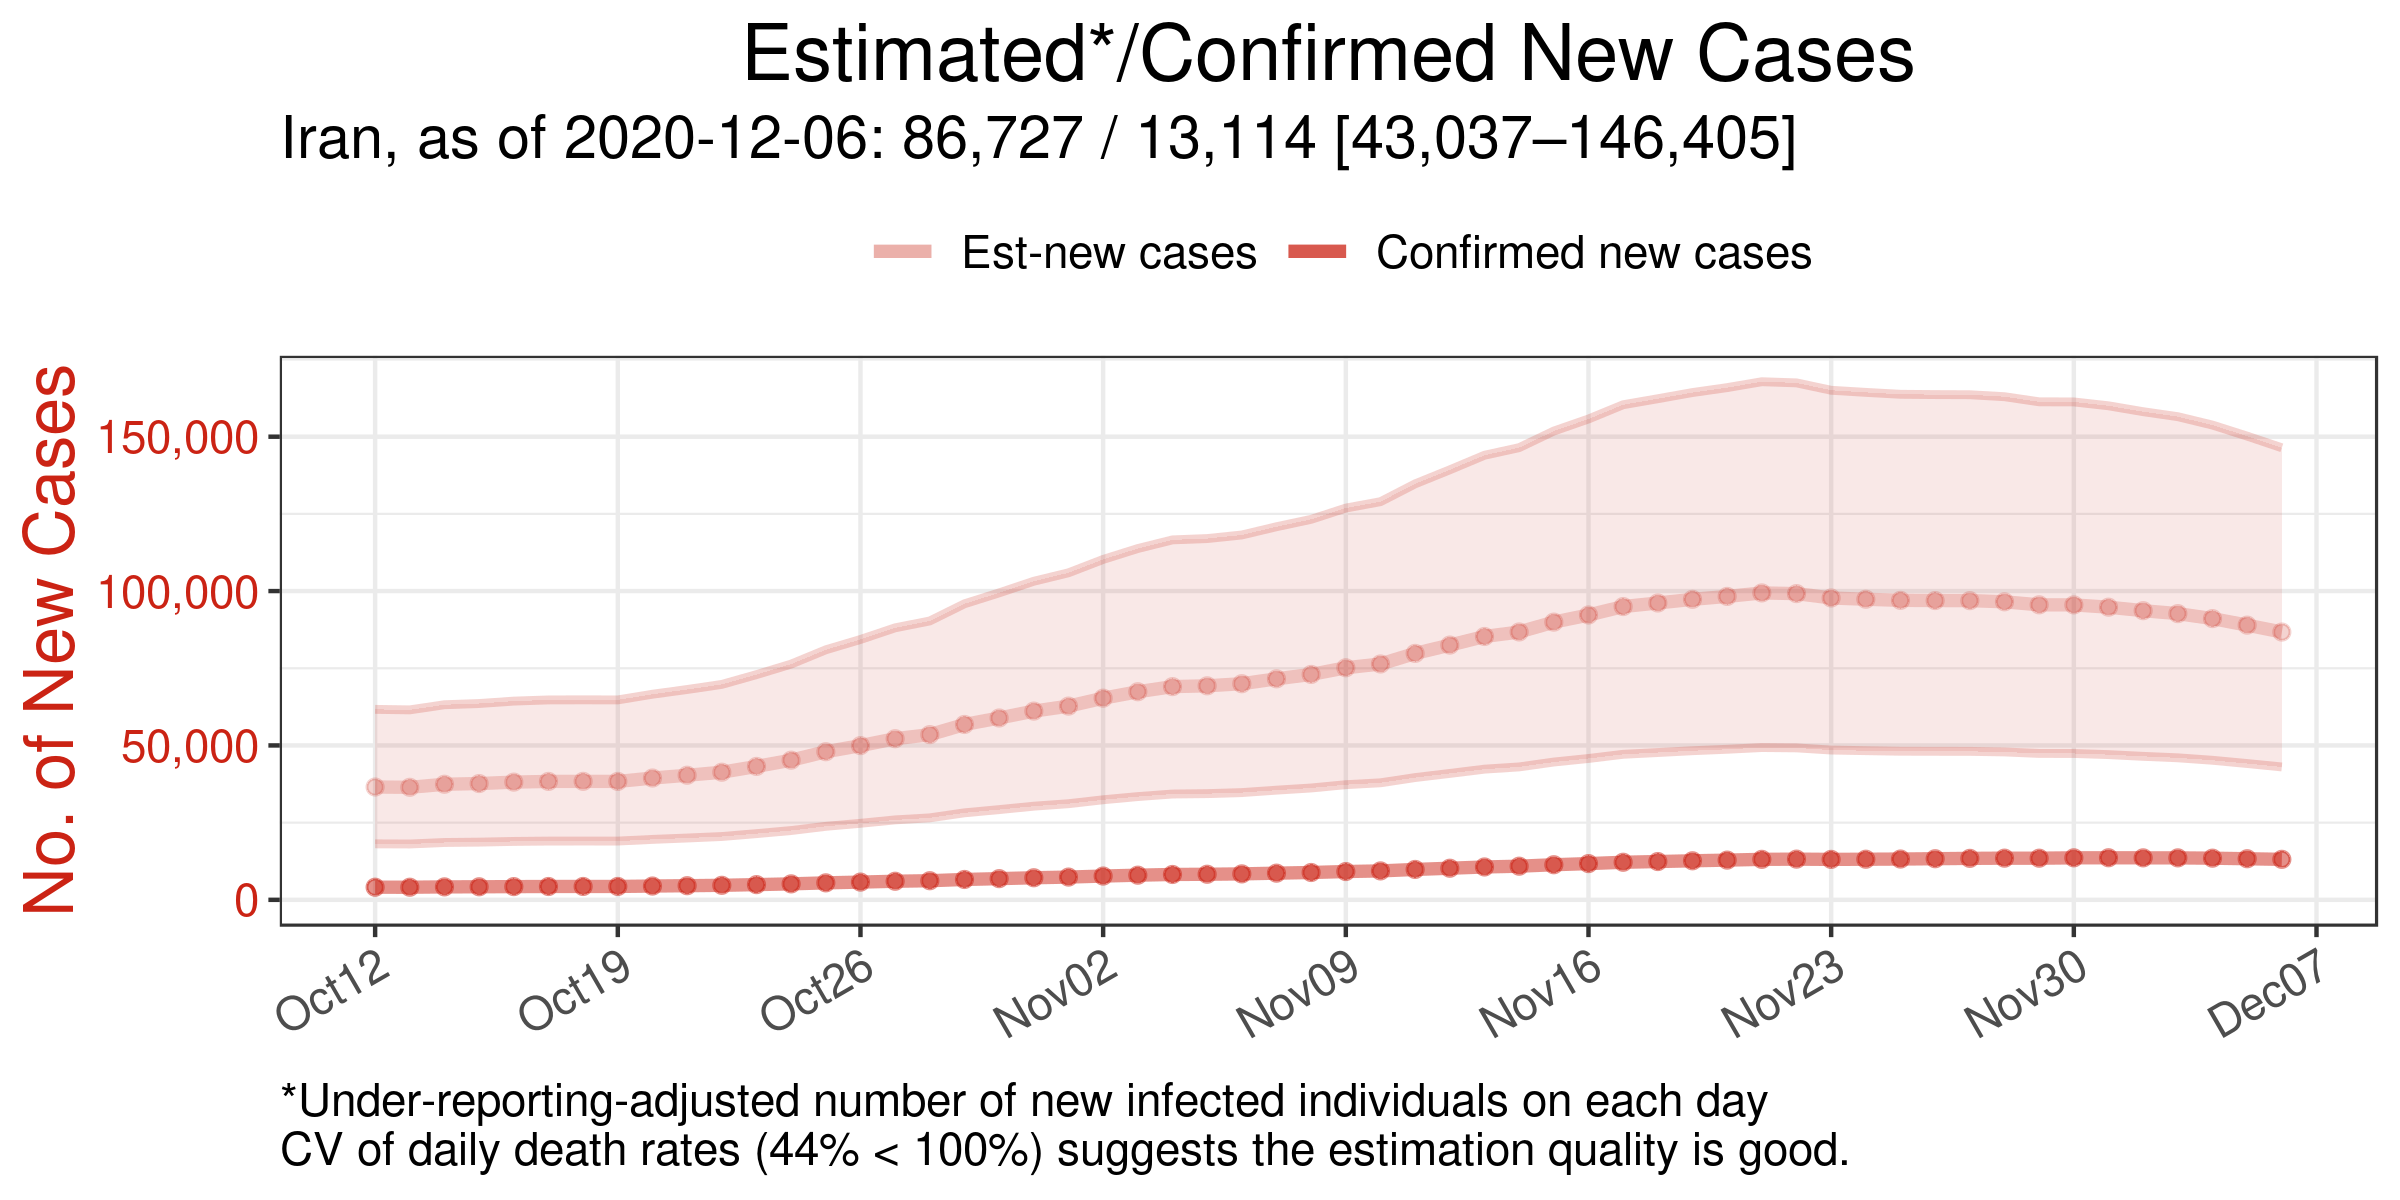 Estimated*/Confirmed New Cases
Iran, as of 2020-12-06: 86,727 / 13,114 [43,037–146,405]
Est-new cases
Confirmed new cases
No. of New Cases
150,000
100,000
50,000
0
Oct12
Oct19
Oct26
Nov02
Nov09
Nov16
Nov23
Nov30
Dec07
*Under-reporting-adjusted number of new infected individuals on each day
CV of daily death rates (44% < 100%) suggests the estimation quality is good.